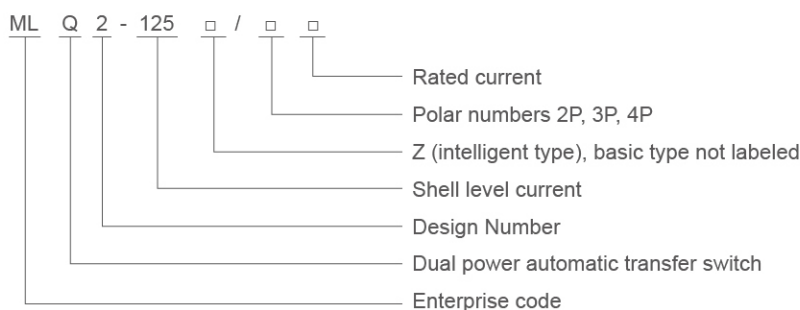 ML Q 2 - 125 □ / □ □
Rated current
Polar numbers 2P, 3P, 4P
Z (intelligent type), basic type not labeled
Shell level current
Design Number
Dual power automatic transfer switch
Enterprise code